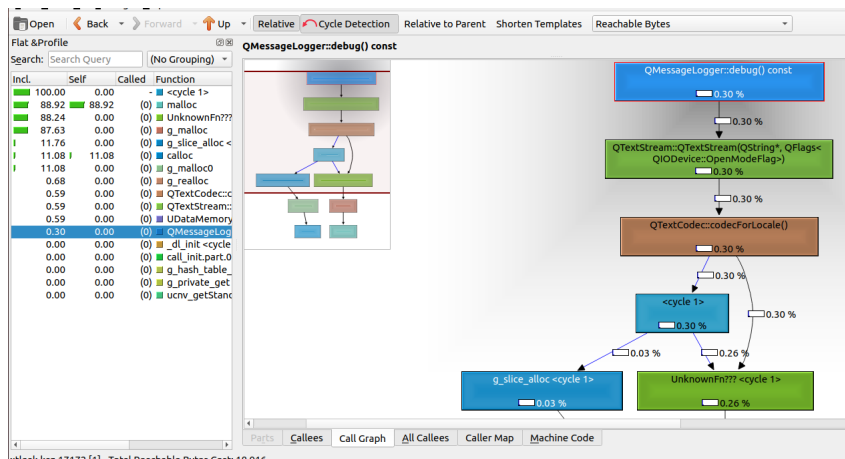 Open Back Forward Up Relative Cycle Detection Relative to Parent Shorten Templates Reachable Bytes
Flat &Profile
Search: Search Query (No Grouping)
Incl. Self Called Function
100.00 0.00 - <cycle 1>
88.92 88.92 (0) malloc
88.24 0.00 (0) UnknownFn???
87.63 0.00 (0) g_malloc
11.76 0.00 (0) g_slice_alloc <
11.08 11.08 (0) calloc
11.08 0.00 (0) g_malloc0
0.68 0.00 (0) g_realloc
0.59 0.00 (0) QTextCodec::c
0.59 0.00 (0) QTextStream::
0.59 0.00 (0) UDataMemory
0.30 0.00 (0) QMessageLog
0.00 0.00 (0) _dl_init <cycle
0.00 0.00 (0) call_init.part.0
0.00 0.00 (0) g_hash_table_
0.00 0.00 (0) g_private_get
0.00 0.00 (0) ucnv_getStanc
QMessageLogger::debug() const
QMessageLogger::debug() const
0.30 %
0.30 %
QTextStream::QTextStream(QString*, QFlags<
QIODevice::OpenModeFlag>)
0.30 %
0.30 %
QTextCodec::codecForLocale()
0.30 %
0.30 %
<cycle 1>
0.30 %
0.30 %
0.03 %
0.26 %
g_slice_alloc <cycle 1>
0.03 %
UnknownFn??? <cycle 1>
0.26 %
Parts Callees Call Graph All Callees Caller Map Machine Code